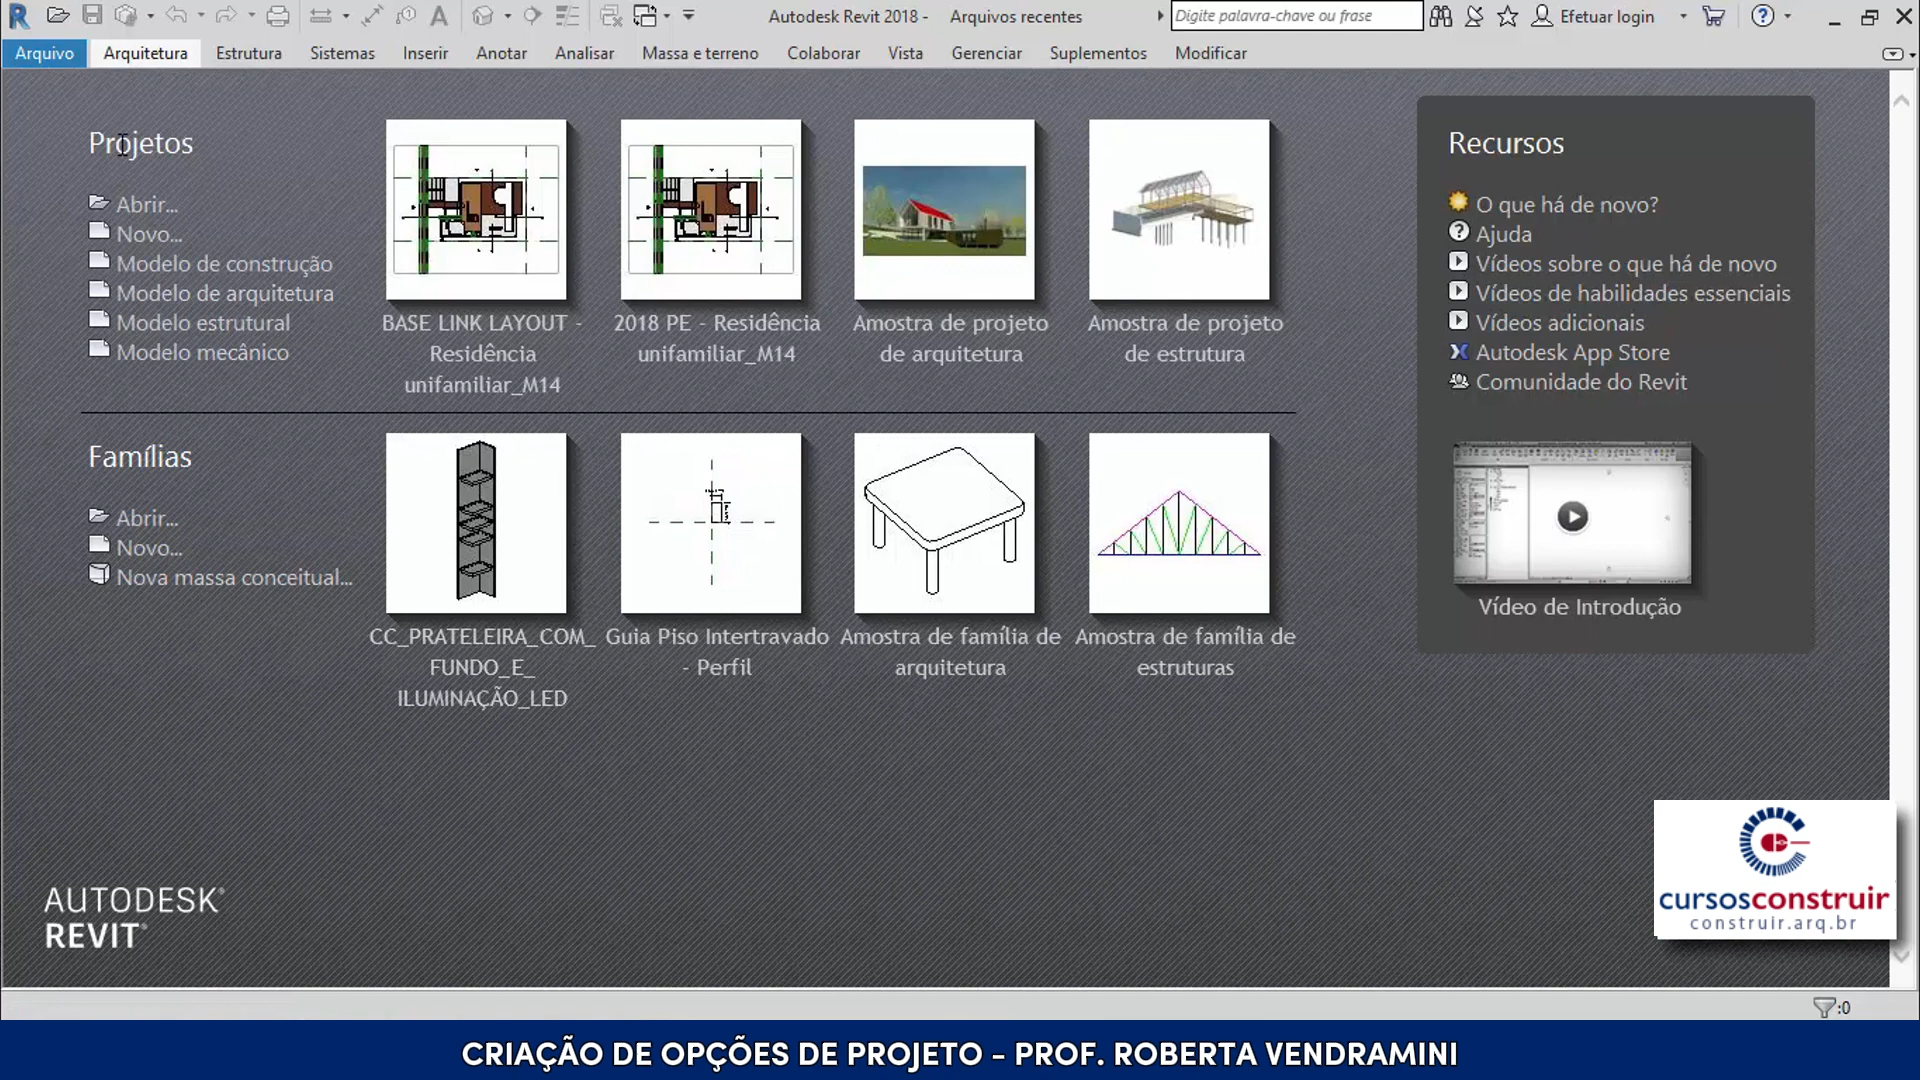 Autodesk Revit 2018 - Arquivos recentes
Digite palavra-chave ou frase
Efetuar login
Arquivo Arquitetura Estrutura Sistemas Inserir Anotar Analisar Massa e terreno Colaborar Vista Gerenciar Suplementos Modificar
Projetos
Abrir...
Novo...
Modelo de construção
Modelo de arquitetura
Modelo estrutural
Modelo mecânico
BASE LINK LAYOUT -
Residência
unifamiliar_M14
2018 PE - Residência
unifamiliar_M14
Amostra de projeto
de arquitetura
Amostra de projeto
de estrutura
Famílias
Abrir...
Novo...
Nova massa conceitual...
CC_PRATELEIRA_COM_
FUNDO_E_
ILUMINAÇÃO_LED
Guia Piso Intertravado
- Perfil
Amostra de família de
arquitetura
Amostra de família de
estruturas
Recursos
O que há de novo?
Ajuda
Vídeos sobre o que há de novo
Vídeos de habilidades essenciais
Vídeos adicionais
Autodesk App Store
Comunidade do Revit
Vídeo de Introdução
AUTODESK®
REVIT®
cursosconstruir
construir.arq.br
:0
CRIAÇÃO DE OPÇÕES DE PROJETO - PROF. ROBERTA VENDRAMINI